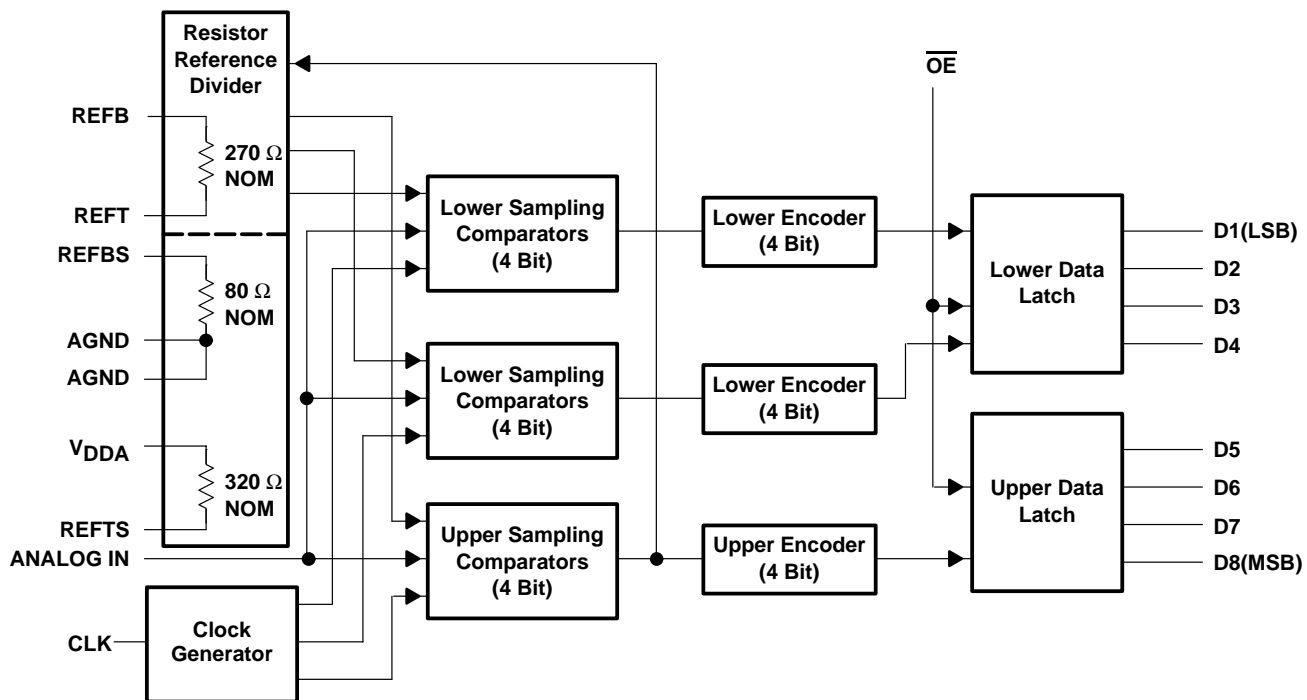 Resistor
Reference
Divider
OE
REFB
270 Ω
NOM
REFT
REFBS
80 Ω
NOM
AGND
AGND
VDDA
320 Ω
NOM
REFTS
ANALOG IN
CLK
Clock
Generator
Lower Sampling
Comparators
(4 Bit)
Lower Encoder
(4 Bit)
Lower Sampling
Comparators
(4 Bit)
Lower Encoder
(4 Bit)
Upper Sampling
Comparators
(4 Bit)
Upper Encoder
(4 Bit)
Lower Data
Latch
D1(LSB)
D2
D3
D4
Upper Data
Latch
D5
D6
D7
D8(MSB)